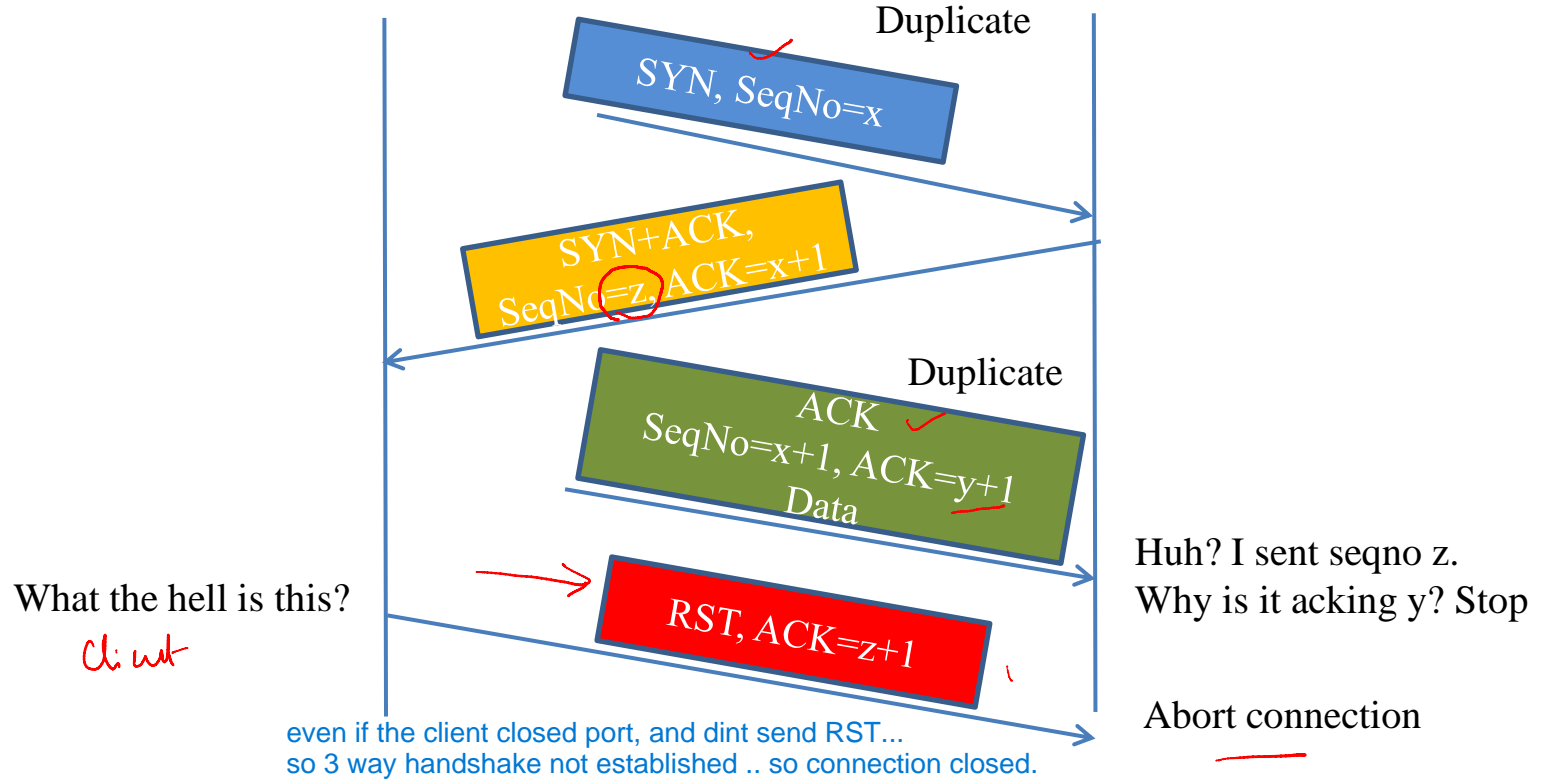 Duplicate
SYN, SeqNo=x
SYN+ACK,
SeqNo=z, ACK=x+1
Duplicate
ACK
SeqNo=x+1, ACK=y+1
Data
Huh? I sent seqno z.
Why is it acking y? Stop
What the hell is this?
Client
RST, ACK=z+1
Abort connection
even if the client closed port, and dint send RST...
so 3 way handshake not established .. so connection closed.